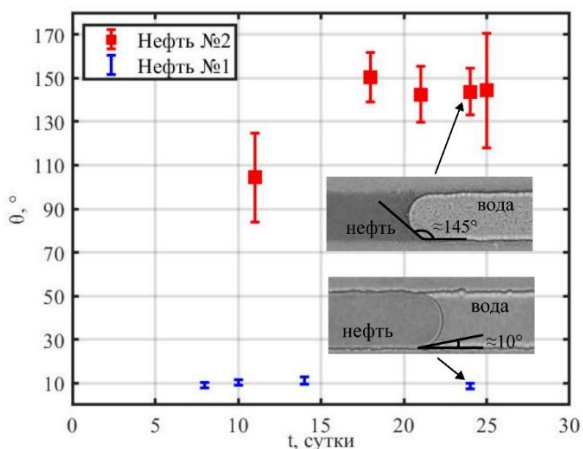 170
150
130
110
90
70
50
30
10
θ, °
Нефть №2
Нефть №1
вода
нефть
≈145°
вода
нефть
≈10°
0
5
10
15
20
25
30
t, сутки